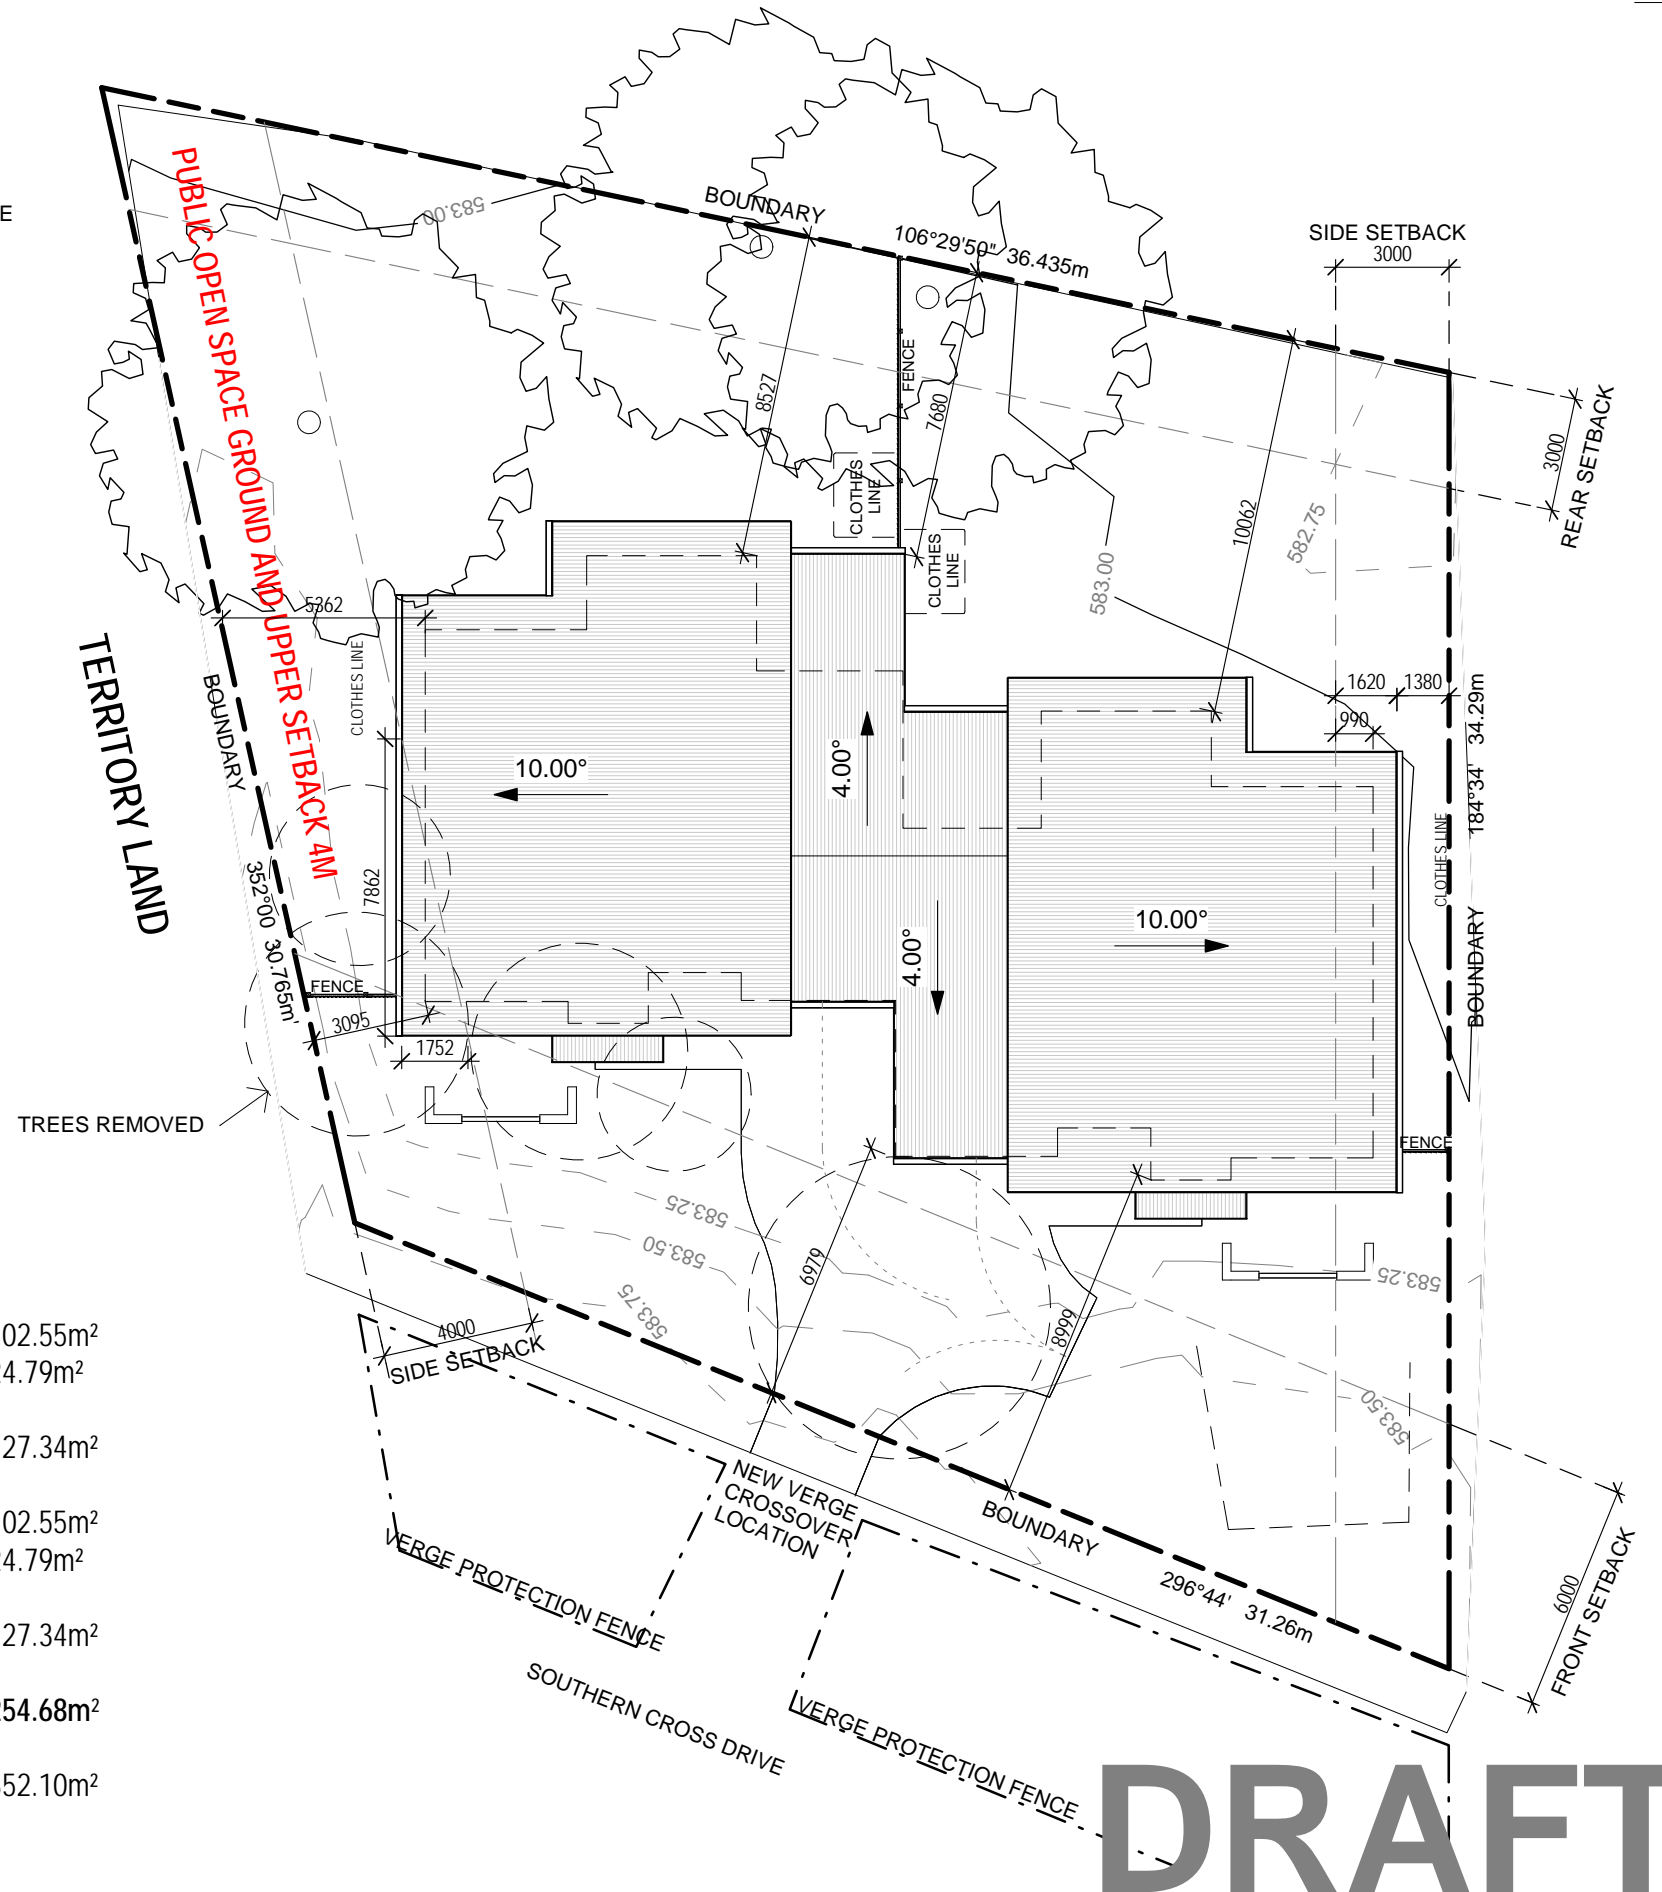 E
PUBLIC OPEN SPACE GROUND AND UPPER SETBACK 4M
583.00
BOUNDARY
106°29'50" 36.435m
SIDE SETBACK
3000
FENCE
8527
7680
10062
3000
REAR SETBACK
582.75
583.00
CLOTHES
LINE
CLOTHES
LINE
5362
CLOTHES LINE
TERRITORY LAND
BOUNDARY
1620
1380
990
184°34' 34.29m
10.00°
4.00°
7862
352°00 30.765m'
CLOTHES LINE
10.00°
4.00°
BOUNDARY
FENCE
3095
1752
TREES REMOVED
FENCE
583.25
583.50
583.75
6979
8999
583.25
583.50
4000
SIDE SETBACK
02.55m²
4.79m²
27.34m²
02.55m²
4.79m²
27.34m²
54.68m²
52.10m²
NEW VERGE
CROSSOVER
LOCATION
BOUNDARY
296°44' 31.26m
6000
FRONT SETBACK
VERGE PROTECTION FENCE
SOUTHERN CROSS DRIVE
VERGE PROTECTION FENCE
DRAFT